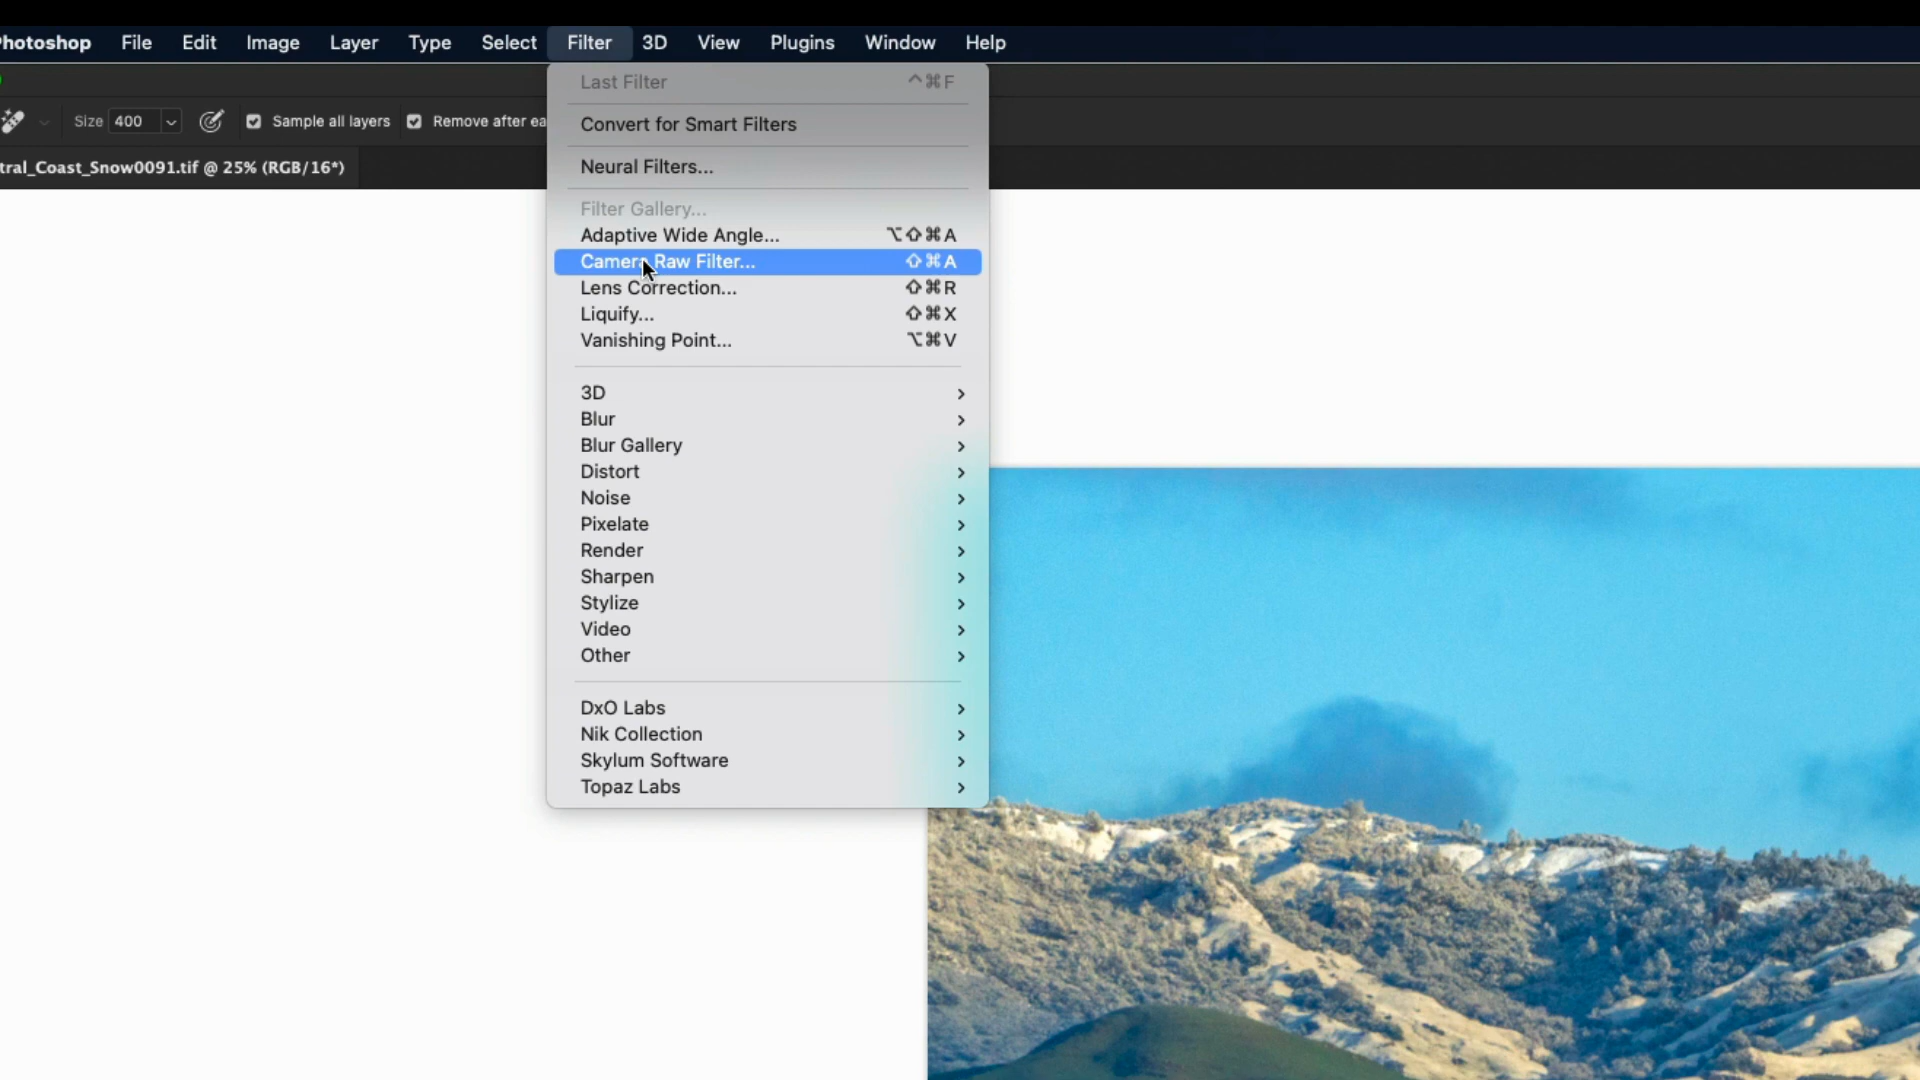 Photoshop File Edit Image Layer Type Select Filter 3D View Plugins Window Help
Size 400 Sample all layers Remove after ea
tral_Coast_Snow0091.tif @ 25% (RGB/16*)
Last Filter ^⌘F
Convert for Smart Filters
Neural Filters...
Filter Gallery...
Adaptive Wide Angle... ⌥⇧⌘A
Camera Raw Filter... ⇧⌘A
Lens Correction... ⇧⌘R
Liquify... ⇧⌘X
Vanishing Point... ⌥⌘V
3D
Blur
Blur Gallery
Distort
Noise
Pixelate
Render
Sharpen
Stylize
Video
Other
DxO Labs
Nik Collection
Skylum Software
Topaz Labs